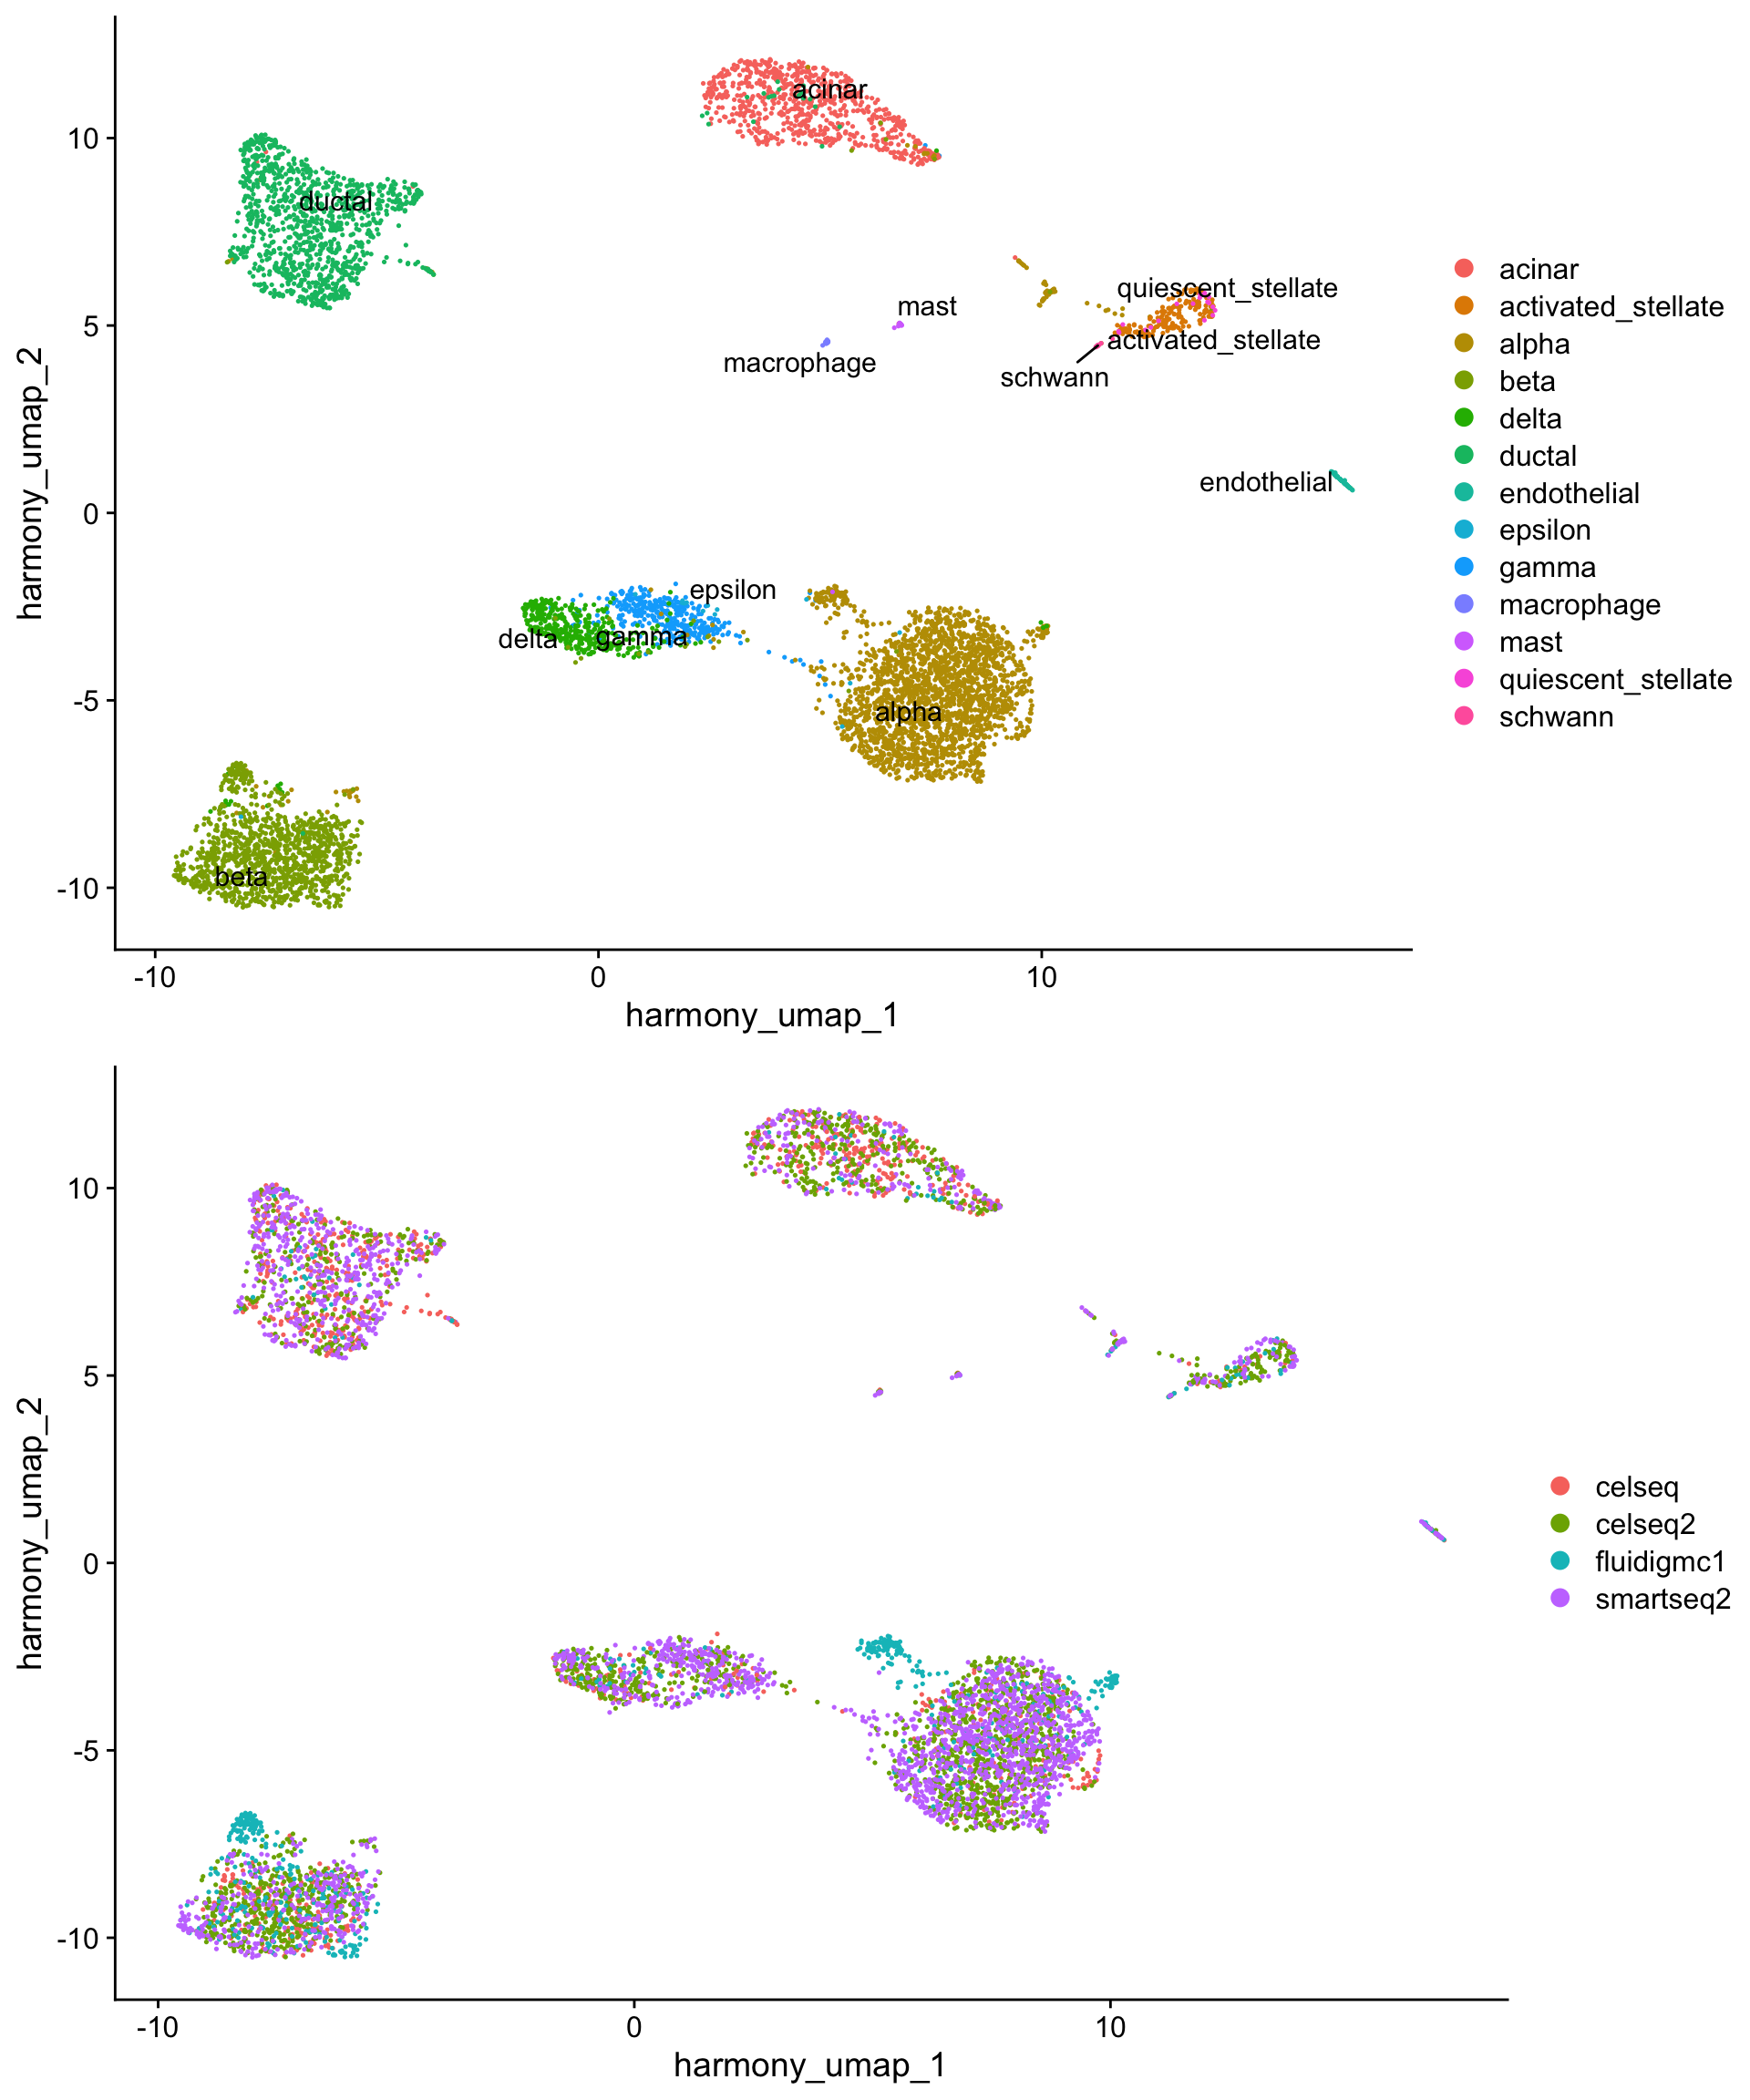 acinar
ductal
quiescent_stellate
mast
activated_stellate
macrophage
schwann
endothelial
epsilon
delta
gamma
alpha
beta
10
5
0
-5
-10
harmony_umap_2
-10
0
10
harmony_umap_1
acinar
activated_stellate
alpha
beta
delta
ductal
endothelial
epsilon
gamma
macrophage
mast
quiescent_stellate
schwann
10
5
0
-5
-10
harmony_umap_2
-10
0
10
harmony_umap_1
celseq
celseq2
fluidigmc1
smartseq2